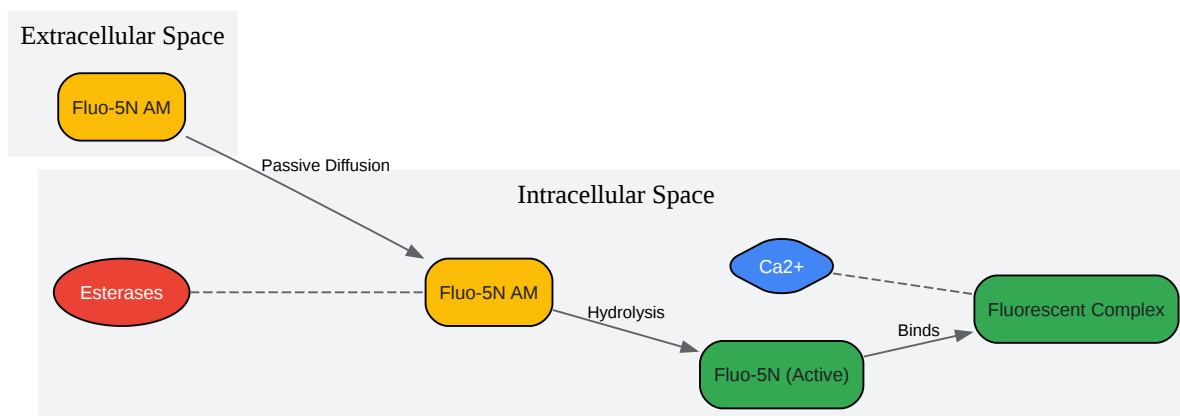 Extracellular Space
Fluo-5N AM
Passive Diffusion
Intracellular Space
Esterases
Fluo-5N AM
Ca2+
Hydrolysis
Fluorescent Complex
Binds
Fluo-5N (Active)